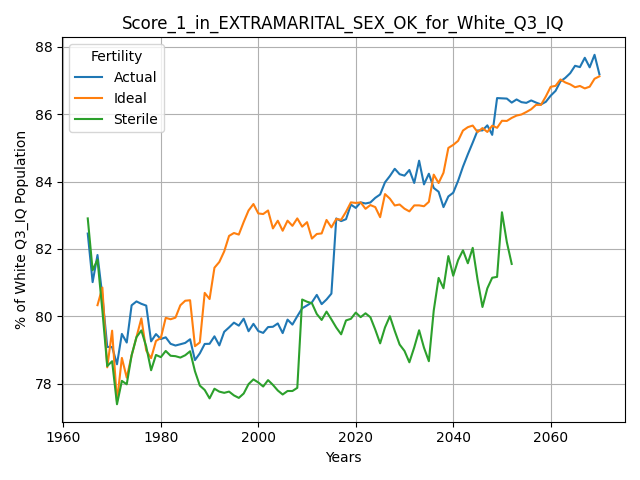 Score_1_in_EXTRAMARITAL_SEX_OK_for_White_Q3_IQ
% of White Q3_IQ Population
88
86
84
82
80
78
Fertility
Actual
Ideal
Sterile
1960
1980
2000
2020
2040
2060
Years